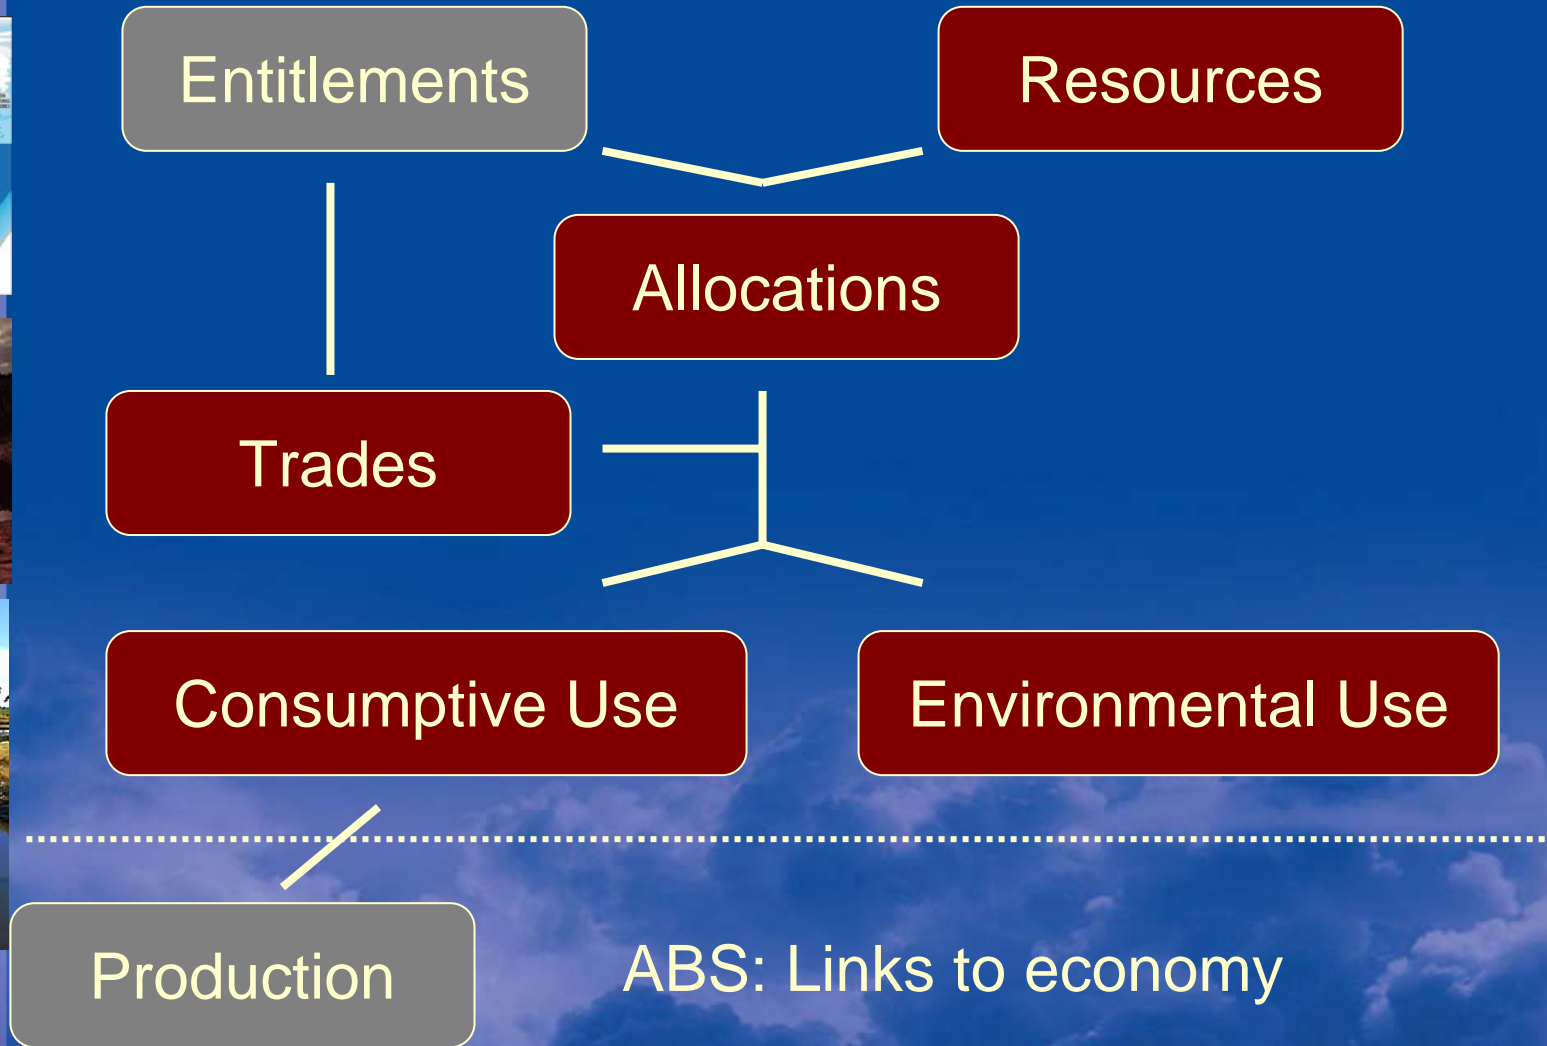 Entitlements
Resources
Allocations
Trades
Consumptive Use
Environmental Use
Production
ABS: Links to economy